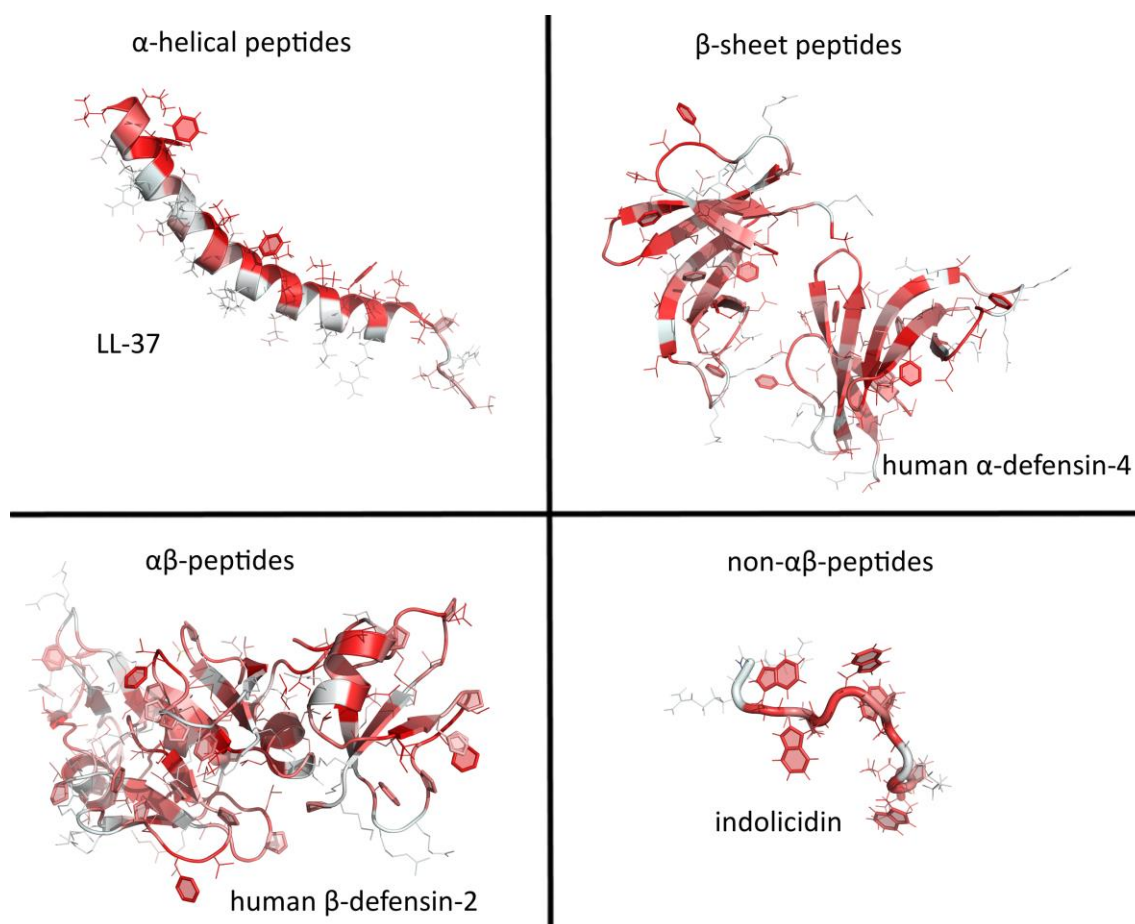 α-helical peptides
LL-37
β-sheet peptides
human α-defensin-4
αβ-peptides
human β-defensin-2
non-αβ-peptides
indolicidin